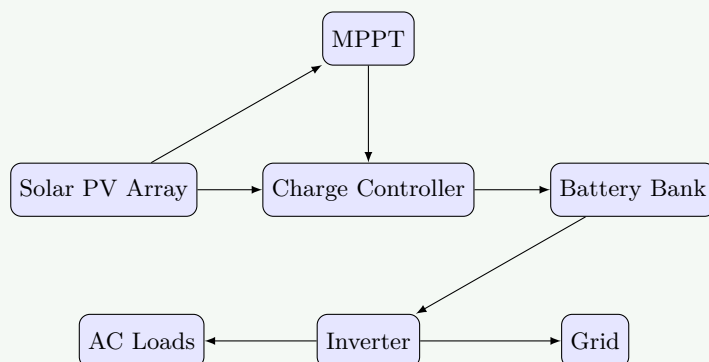 MPPT
Solar PV Array
Charge Controller
Battery Bank
AC Loads
Inverter
Grid